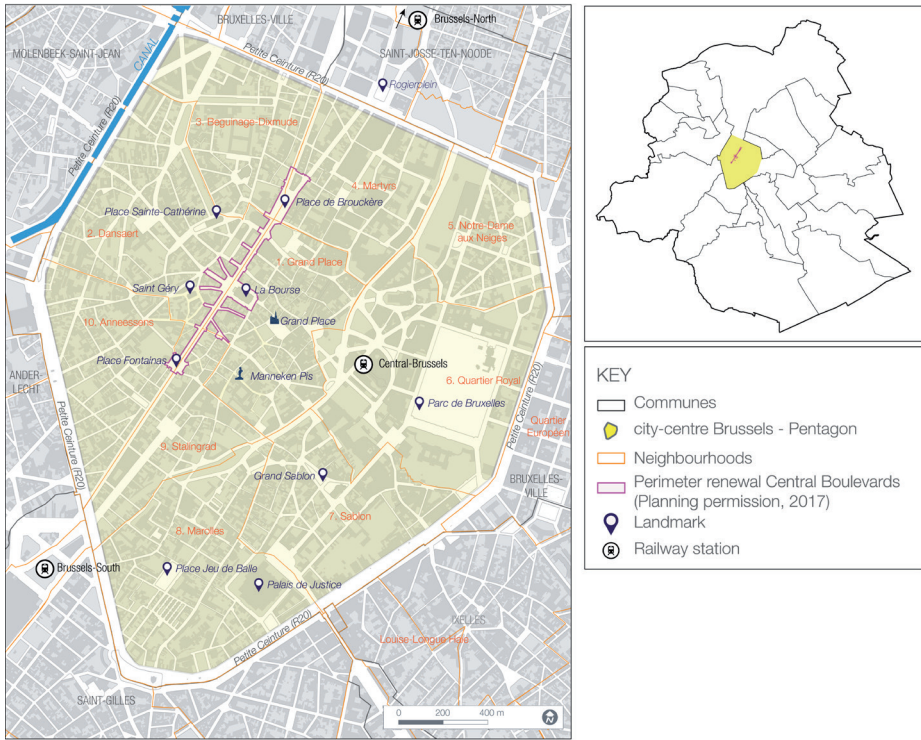 BRUXELLES-VILLE
Brussels-North
MOLENBEEK-SAINT-JEAN
CANAL
Petite Ceinture (R20)
SAINT-JOSSE-TEN-NOODE
Rogierplein
Petite Ceinture (R20)
3. Béguinage-Dixmude
4. Martyrs
Place de Brouckère
Place Sainte-Cathérine
5. Notre-Dame
aux Neiges
2. Dansaert
1. Grand Place
Saint Géry
La Bourse
Grand Place
10. Anneessens
Place Fontainas
Central-Brussels
ANDER-
LECHT
Manneken Pis
6. Quartier Royal
Parc de Bruxelles
Petite Ceinture (R20)
Quartier
Européen
Petite Ceinture (R20)
9. Stalingrad
Grand Sablon
BRUXELLES-
VILLE
7. Sablon
8. Marolles
Brussels-South
Place Jeu de Balle
Palais de Justice
Petite Ceinture (R20)
IXELLES
Louise-Longue Haie
SAINT-GILLES
0 200 400 m
N
KEY
Communes
city-centre Brussels - Pentagon
Neighbourhoods
Perimeter renewal Central Boulevards
(Planning permission, 2017)
Landmark
Railway station